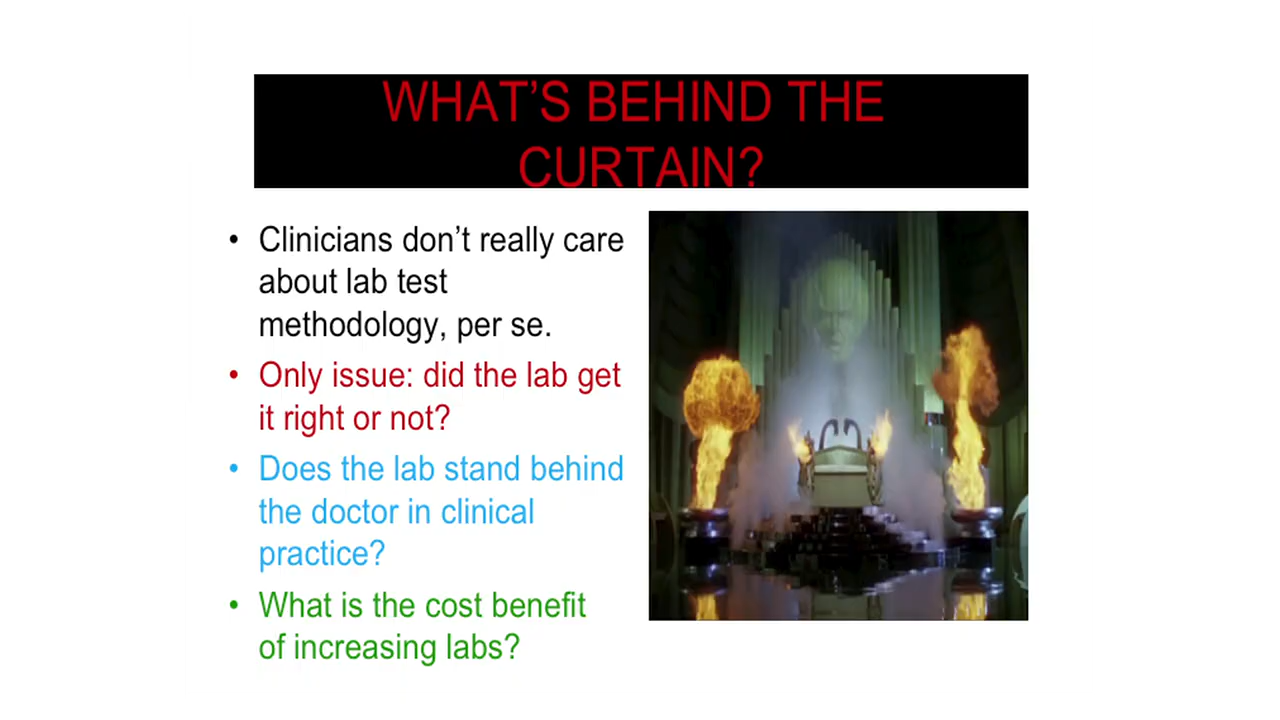 WHAT'S BEHIND THE
CURTAIN?
• Clinicians don't really care
about lab test
methodology, per se.
• Only issue: did the lab get
it right or not?
• Does the lab stand behind
the doctor in clinical
practice?
• What is the cost benefit
of increasing labs?